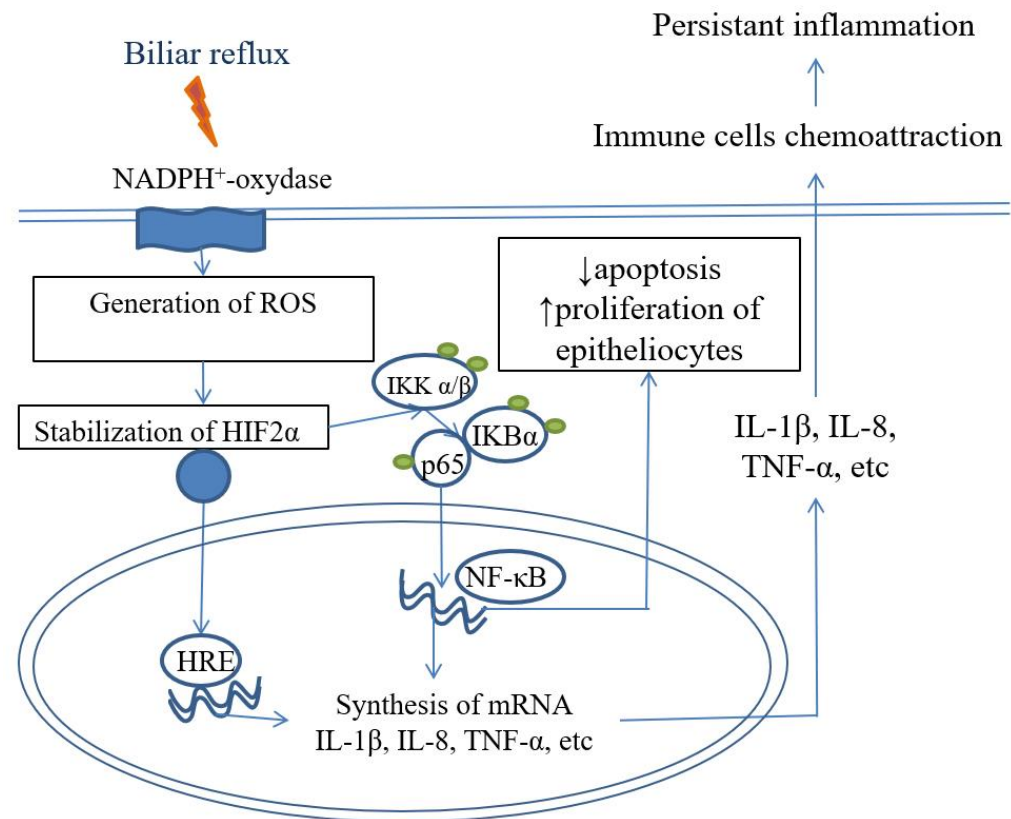 Persistant inflammation
Biliar reflux
Immune cells chemoattraction
NADPH⁺-oxydase
Generation of ROS
↓apoptosis
↑proliferation of
epitheliocytes
IKK α/β
Stabilization of HIF2α
IKBα
p65
IL-1β, IL-8,
TNF-α, etc
NF-κB
HRE
Synthesis of mRNA
IL-1β, IL-8, TNF-α, etc